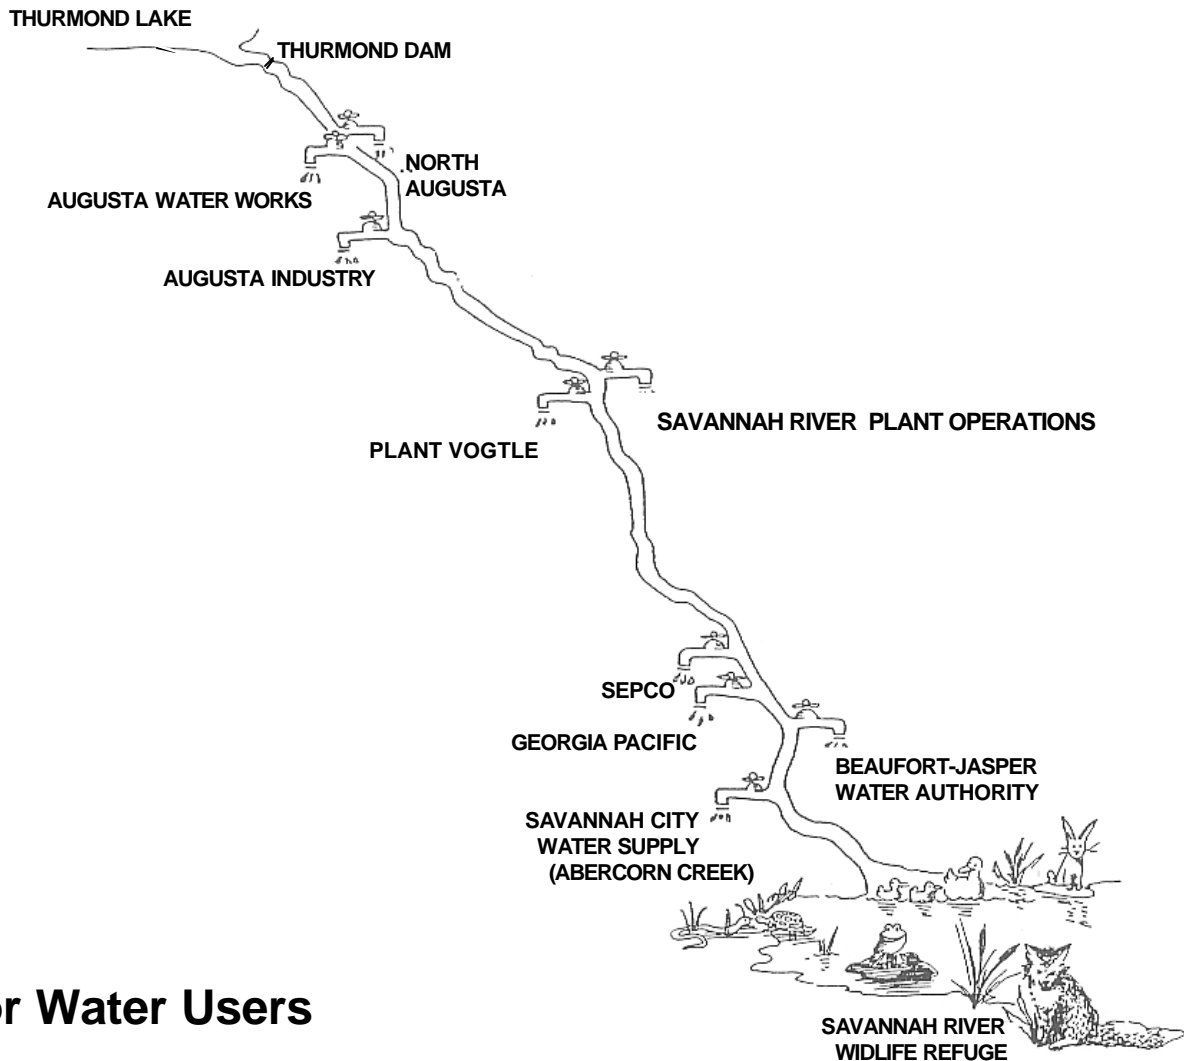 THURMOND LAKE
THURMOND DAM
NORTH
AUGUSTA
AUGUSTA WATER WORKS
AUGUSTA INDUSTRY
SAVANNAH RIVER PLANT OPERATIONS
PLANT VOGTLE
SEPCO
GEORGIA PACIFIC
BEAUFORT-JASPER
WATER AUTHORITY
SAVANNAH CITY
WATER SUPPLY
(ABERCORN CREEK)
or Water Users
SAVANNAH RIVER
WIDLIFE REFUGE